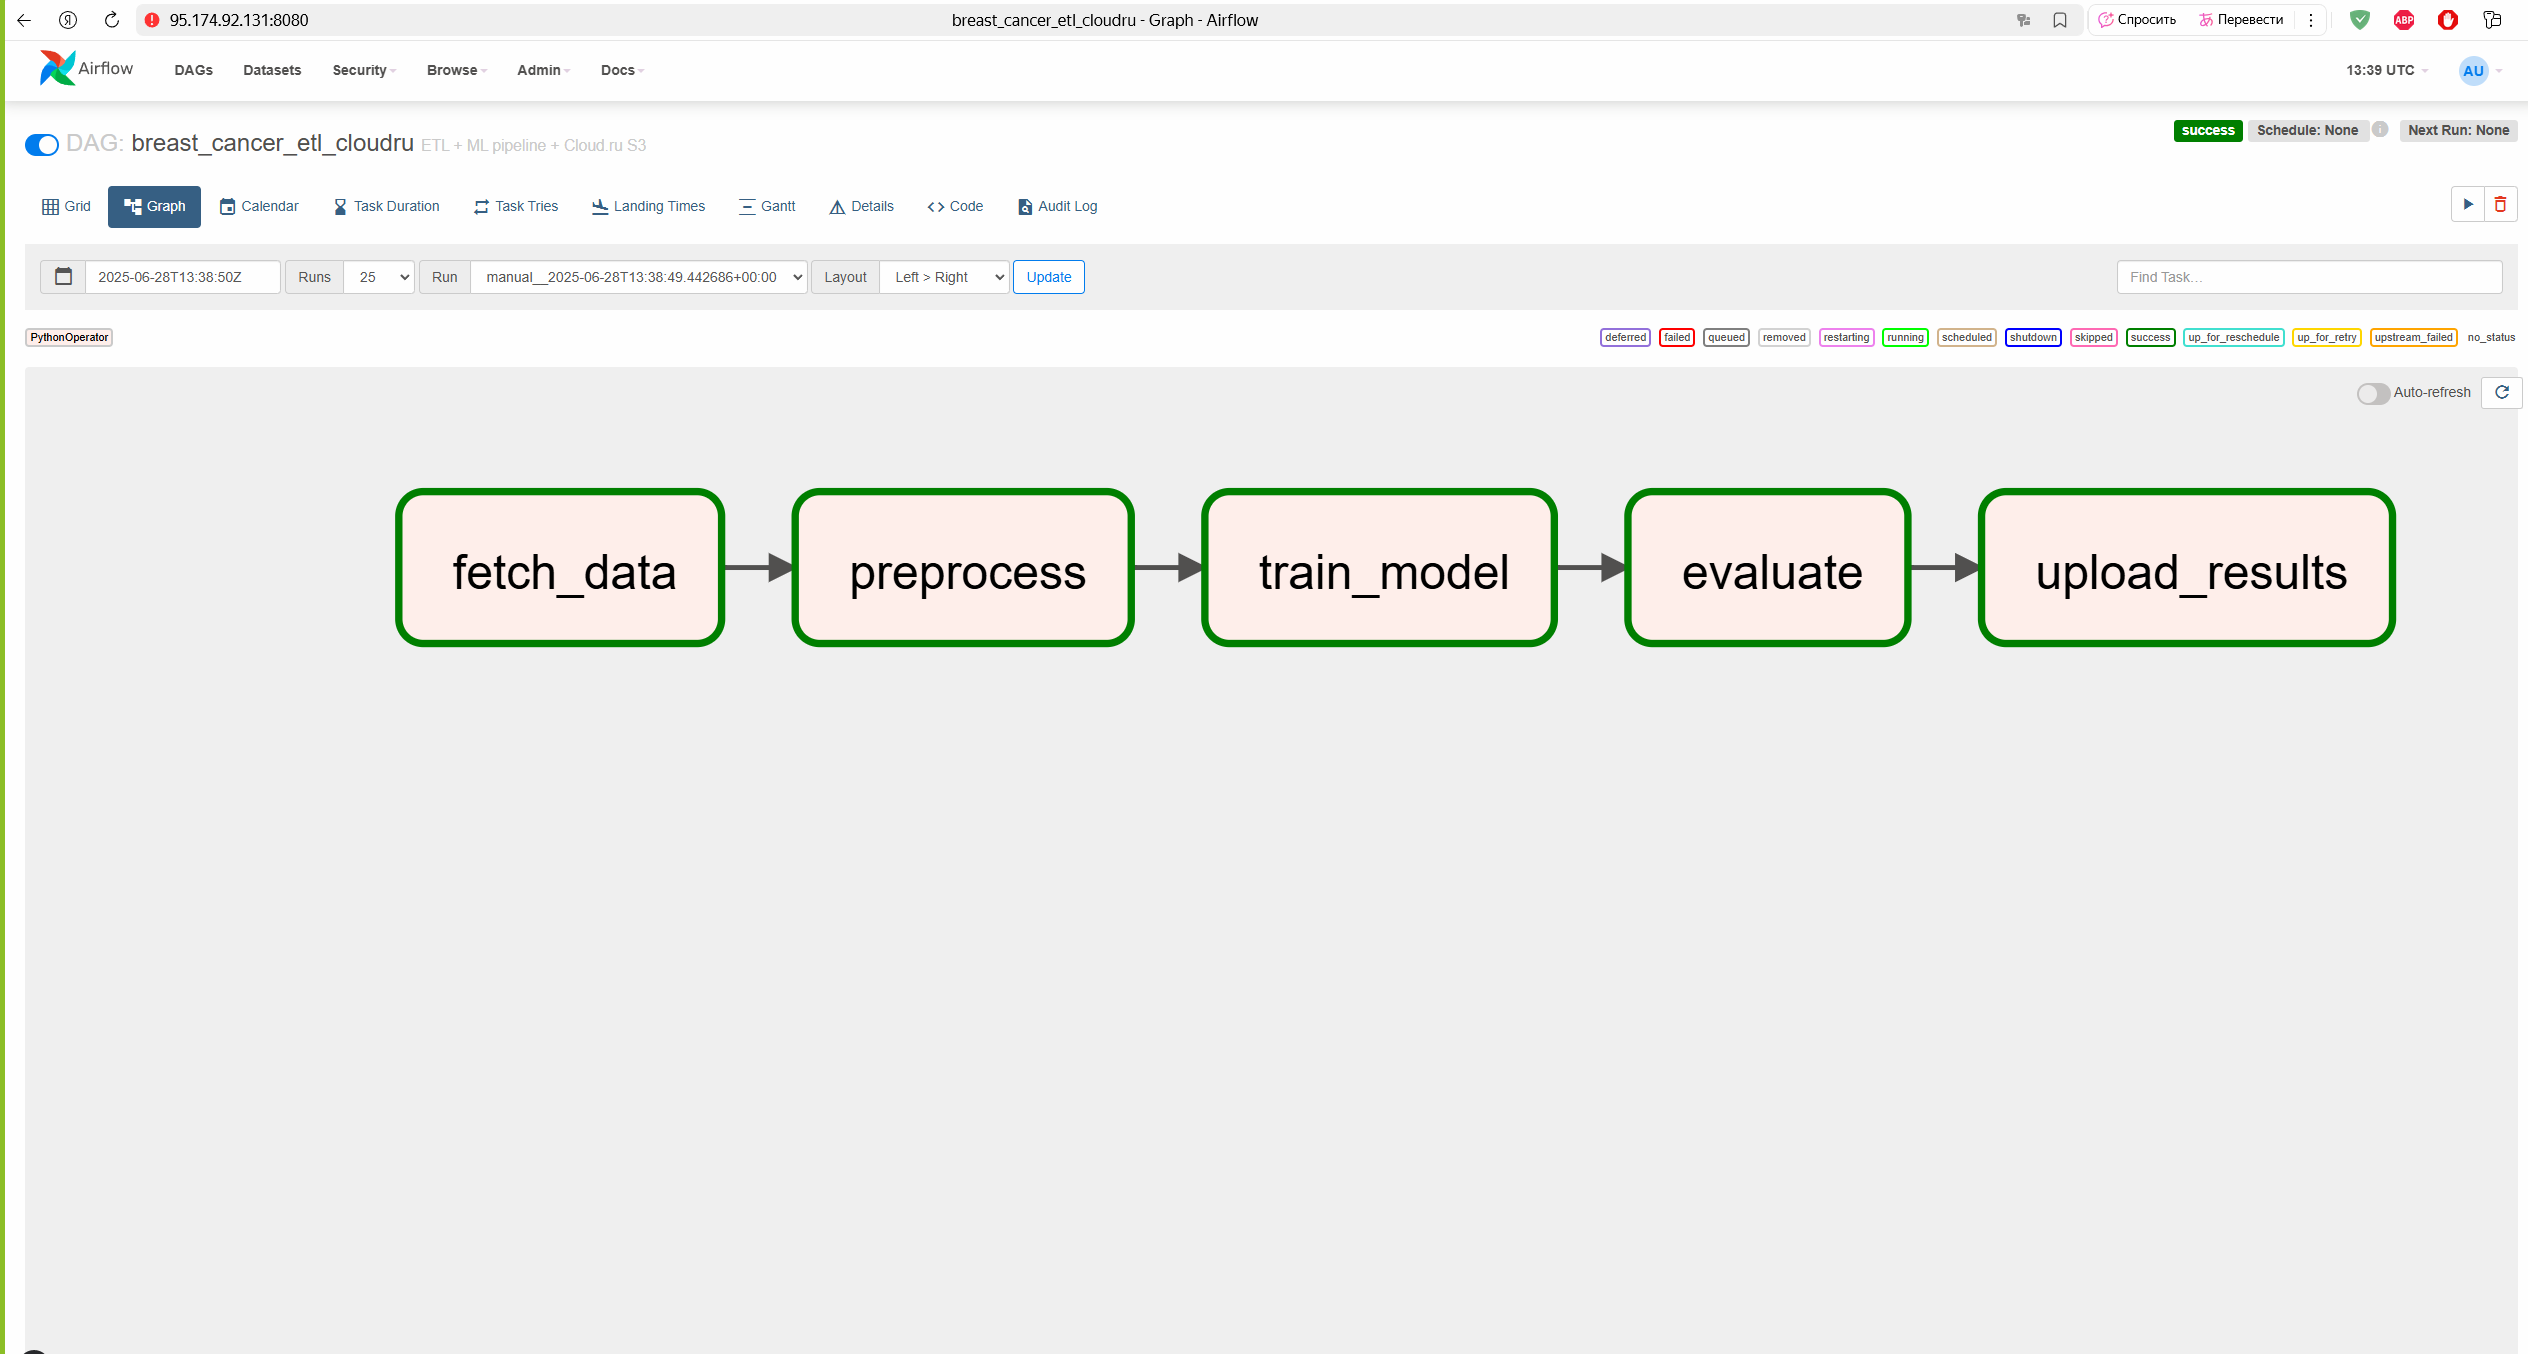 95.174.92.131:8080 breast_cancer_etl_cloudru - Graph - Airflow Спросить Перевести
Airflow DAGs Datasets Security Browse Admin Docs 13:39 UTC AU
DAG: breast_cancer_etl_cloudru ETL + ML pipeline + Cloud.ru S3 success Schedule: None Next Run: None
Grid Graph Calendar Task Duration Task Tries Landing Times Gantt Details Code Audit Log
2025-06-28T13:38:50Z Runs 25 Run manual__2025-06-28T13:38:49.442686+00:00 Layout Left > Right Update Find Task...
PythonOperator deferred failed queued removed restarting running scheduled shutdown skipped success up_for_reschedule up_for_retry upstream_failed no_status
Auto-refresh
fetch_data preprocess train_model evaluate upload_results